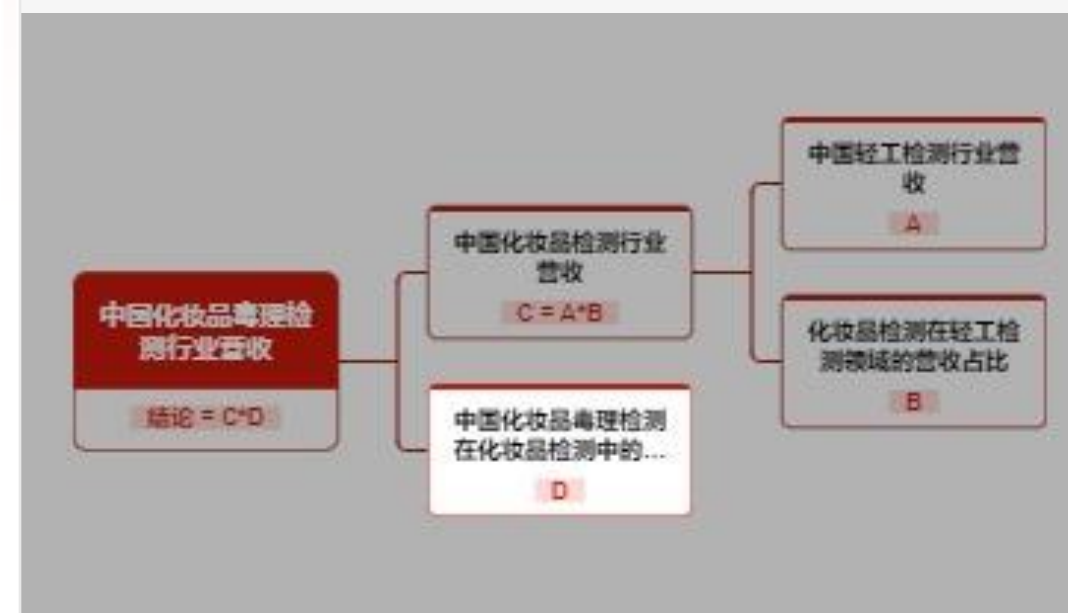 中国化妆品毒理检
测行业营收
结论 = C*D
中国化妆品检测行业
营收
C = A*B
中国化妆品毒理检测
在化妆品检测中的...
D
中国轻工检测行业营
收
A
化妆品检测在轻工检
测领域的营收占比
B